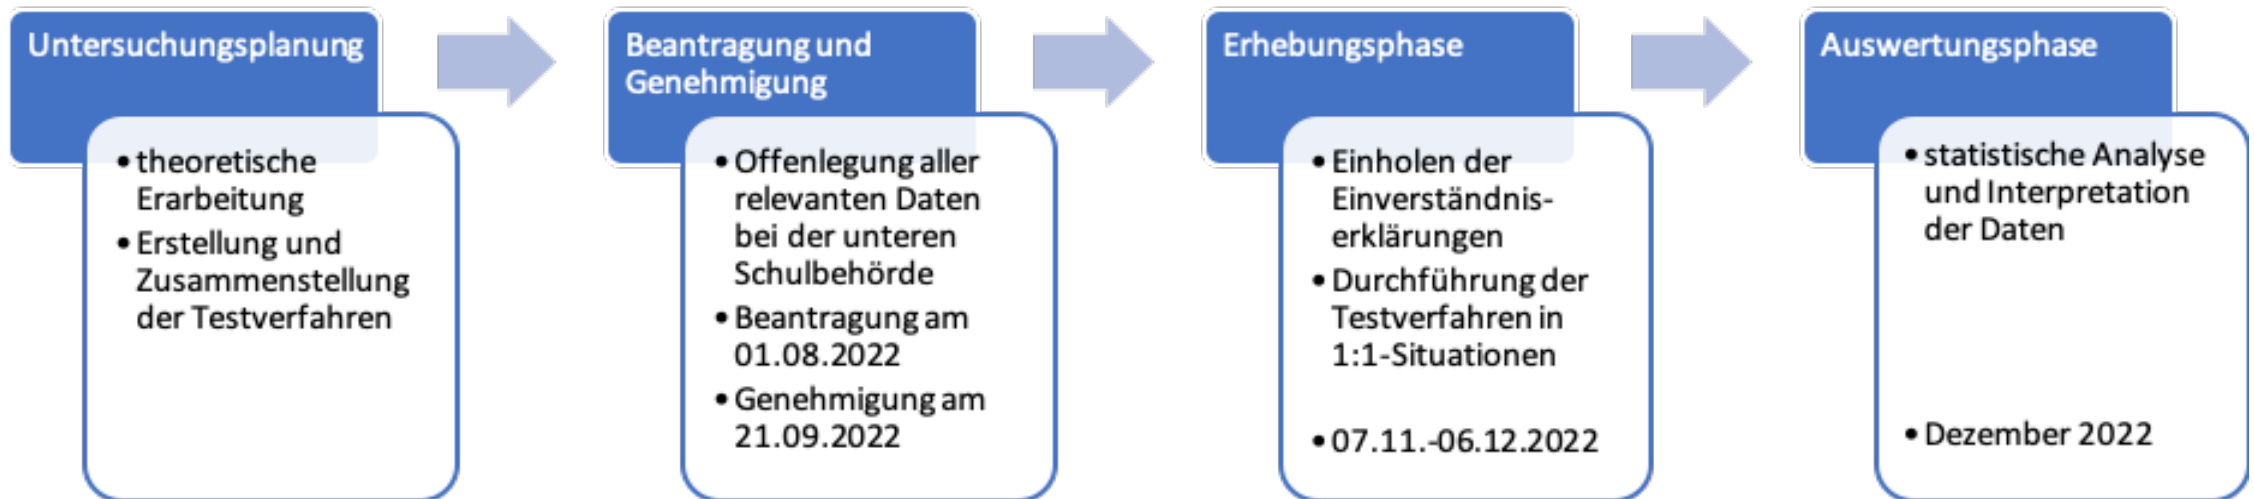 Untersuchungsplanung
• theoretische
Erarbeitung
• Erstellung und
Zusammenstellung
der Testverfahren
Beantragung und
Genehmigung
• Offenlegung aller
relevanten Daten
bei der unteren
Schulbehörde
• Beantragung am
01.08.2022
• Genehmigung am
21.09.2022
Erhebungsphase
• Einholen der
Einverständnis-
erklärungen
• Durchführung der
Testverfahren in
1:1-Situationen
• 07.11.-06.12.2022
Auswertungsphase
• statistische Analyse
und Interpretation
der Daten
• Dezember 2022